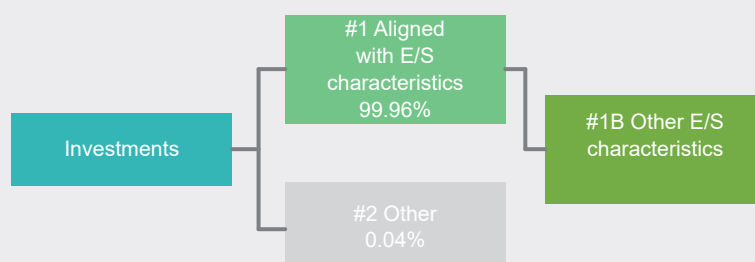 #1 Aligned
with E/S
characteristics
99.96%
Investments
#1B Other E/S
characteristics
#2 Other
0.04%